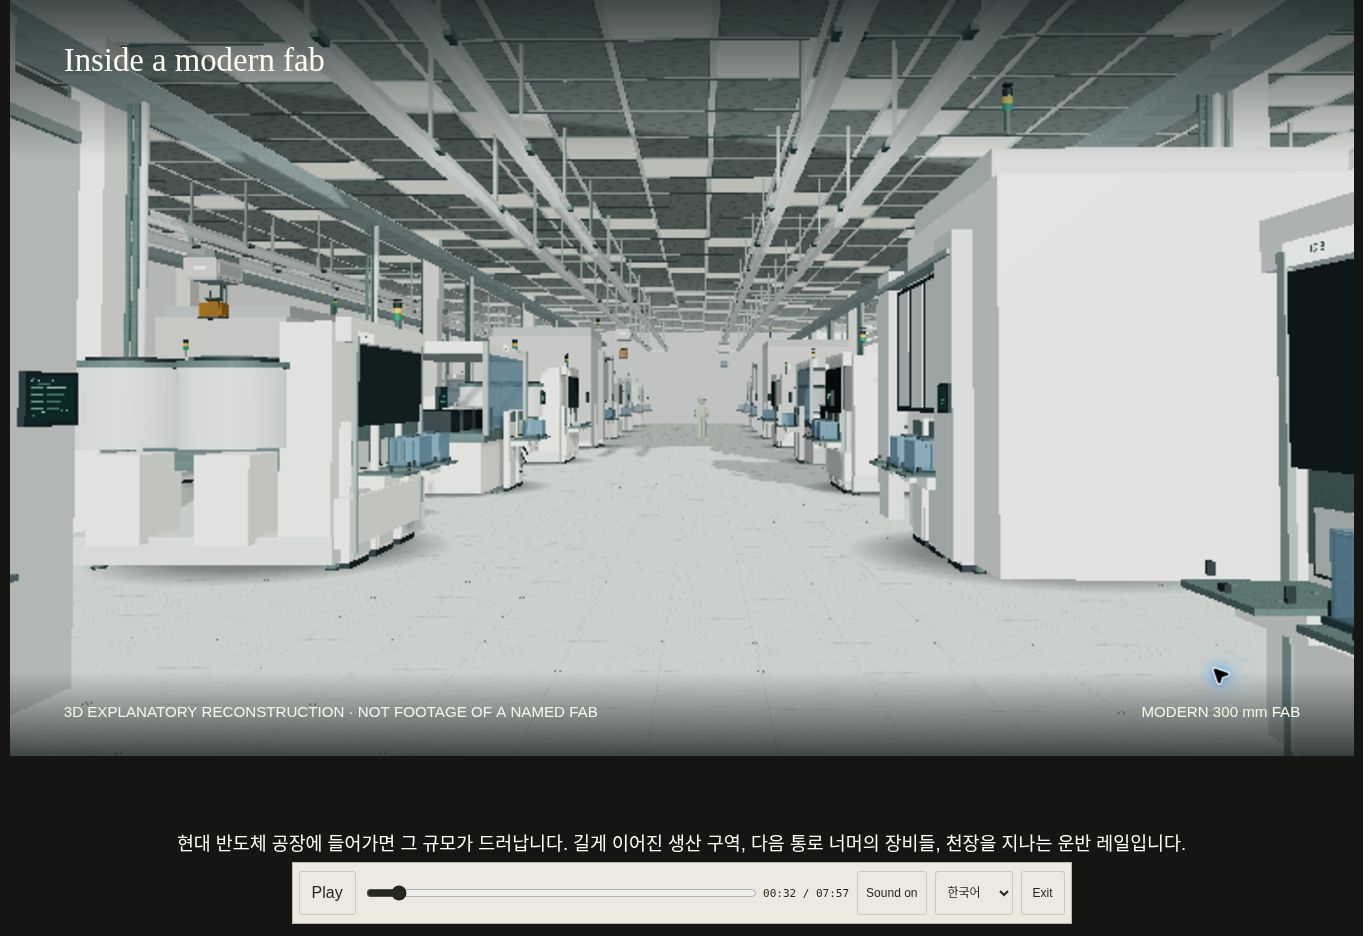 Inside a modern fab
3D EXPLANATORY RECONSTRUCTION · NOT FOOTAGE OF A NAMED FAB
MODERN 300 mm FAB
현대 반도체 공장에 들어가면 그 규모가 드러납니다. 길게 이어진 생산 구역, 다음 통로 너머의 장비들, 천장을 지나는 운반 레일입니다.
Play
00:32 / 07:57
Sound on
한국어
Exit